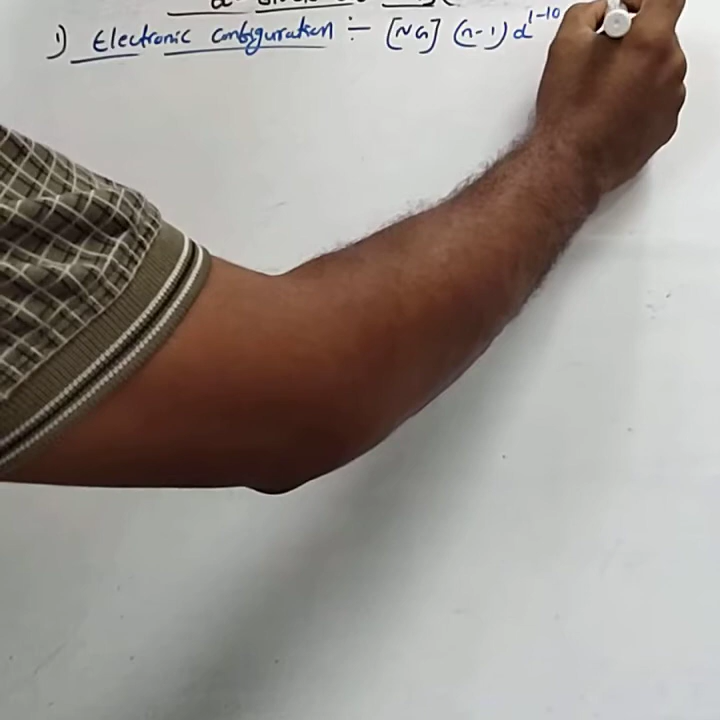 1) Electronic Configuration :- [NG] (n-1) d¹⁻¹⁰